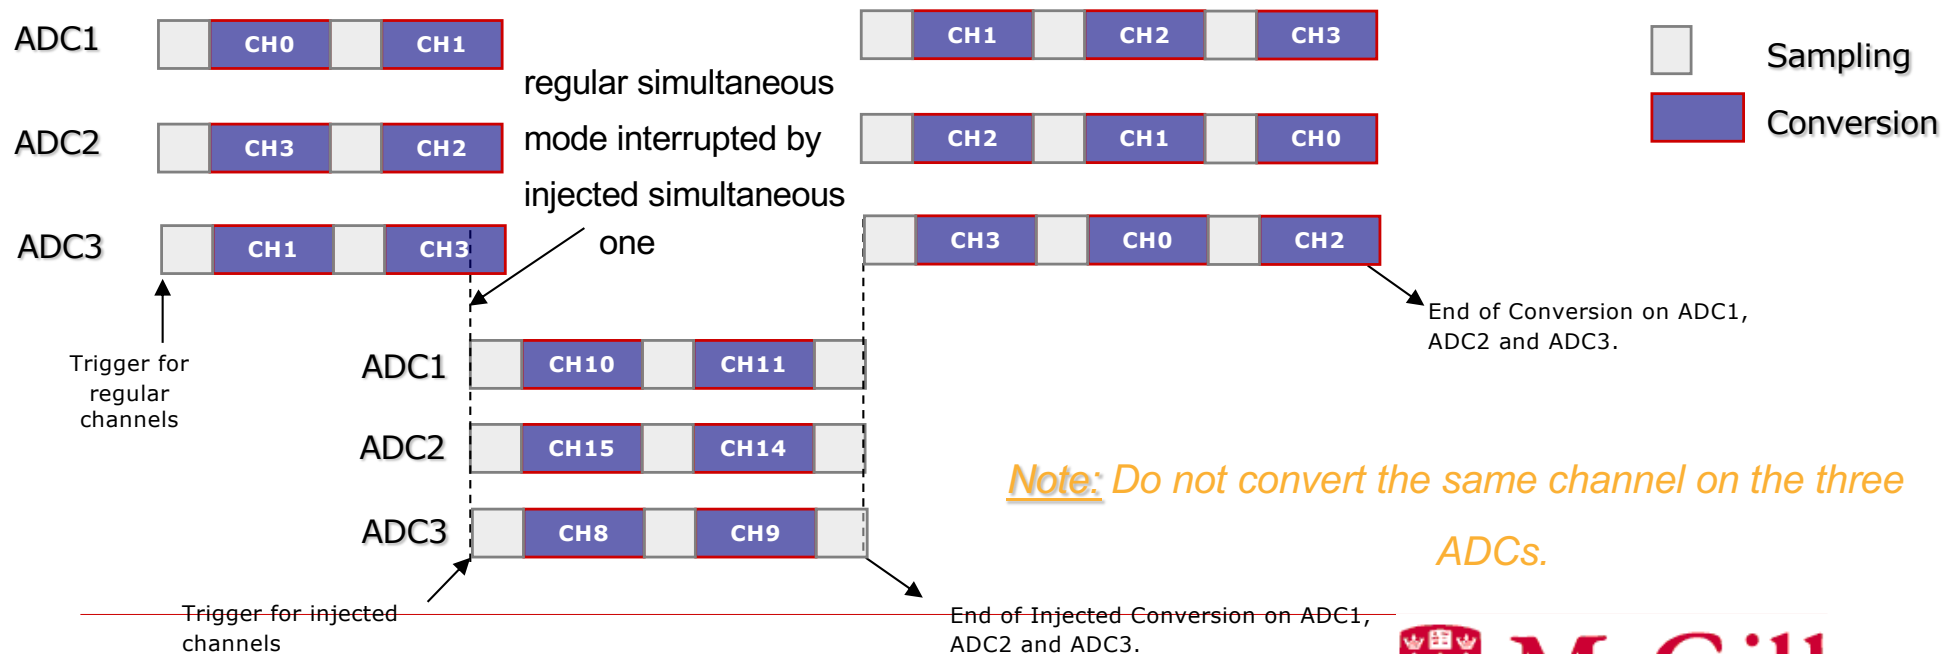 ADC1 CH0 CH1 CH1 CH2 CH3
Sampling
regular simultaneous
mode interrupted by
injected simultaneous
one
Conversion
ADC2 CH3 CH2 CH2 CH1 CH0
ADC3 CH1 CH3 CH3 CH0 CH2
Trigger for
regular
channels
End of Conversion on ADC1,
ADC2 and ADC3.
ADC1 CH10 CH11
ADC2 CH15 CH14
ADC3 CH8 CH9
Note: Do not convert the same channel on the three
ADCs.
Trigger for injected
channels
End of Injected Conversion on ADC1,
ADC2 and ADC3.
McGill